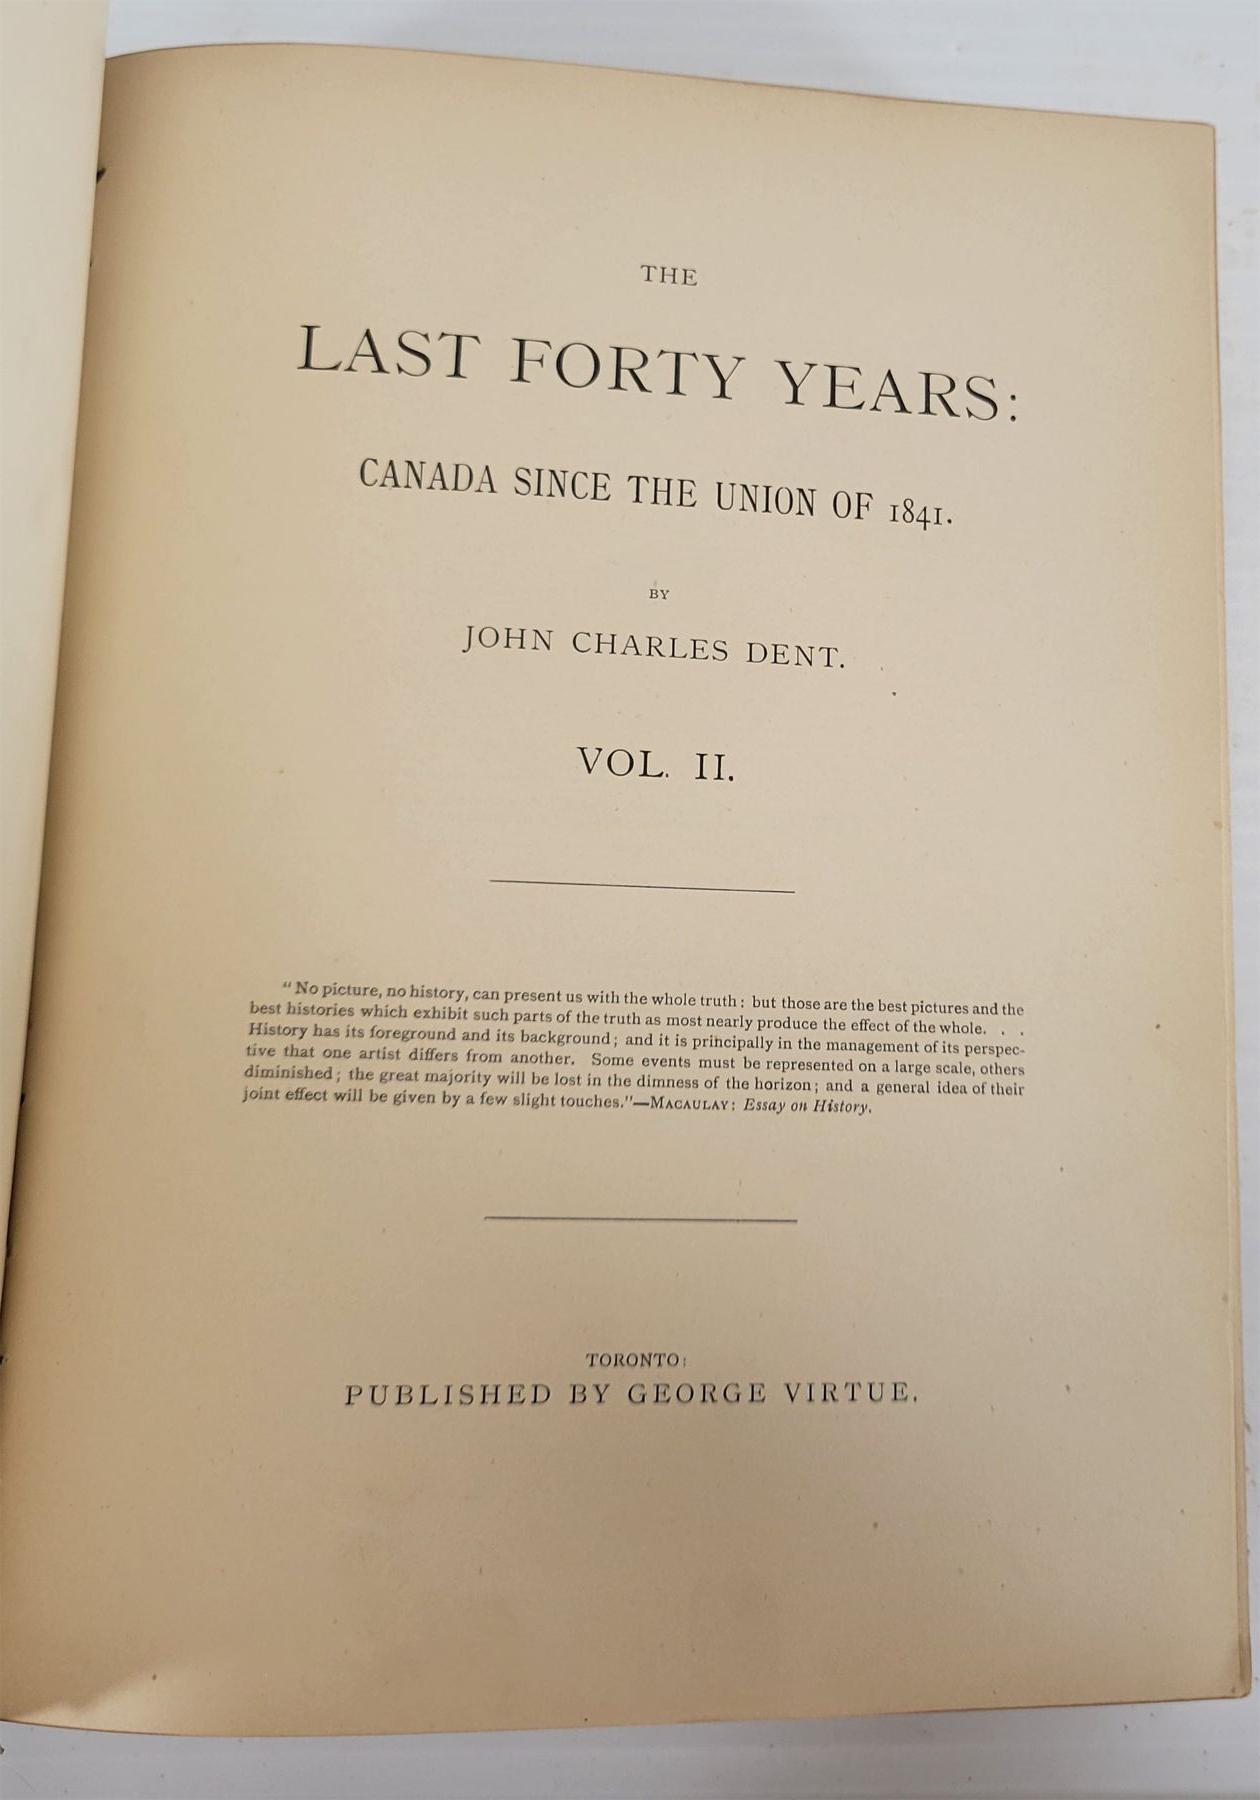 THE
LAST FORTY YEARS:
CANADA SINCE THE UNION OF 1841.
BY
JOHN CHARLES DENT.
VOL. II.
"No picture, no history, can present us with the whole truth: but those are the best pictures and the
best histories which exhibit such parts of the truth as most nearly produce the effect of the whole. . .
History has its foreground and its background; and it is principally in the management of its perspec-
tive that one artist differs from another. Some events must be represented on a large scale, others
diminished; the great majority will be lost in the dimness of the horizon; and a general idea of their
joint effect will be given by a few slight touches."—MACAULAY: Essay on History.
TORONTO:
PUBLISHED BY GEORGE VIRTUE.